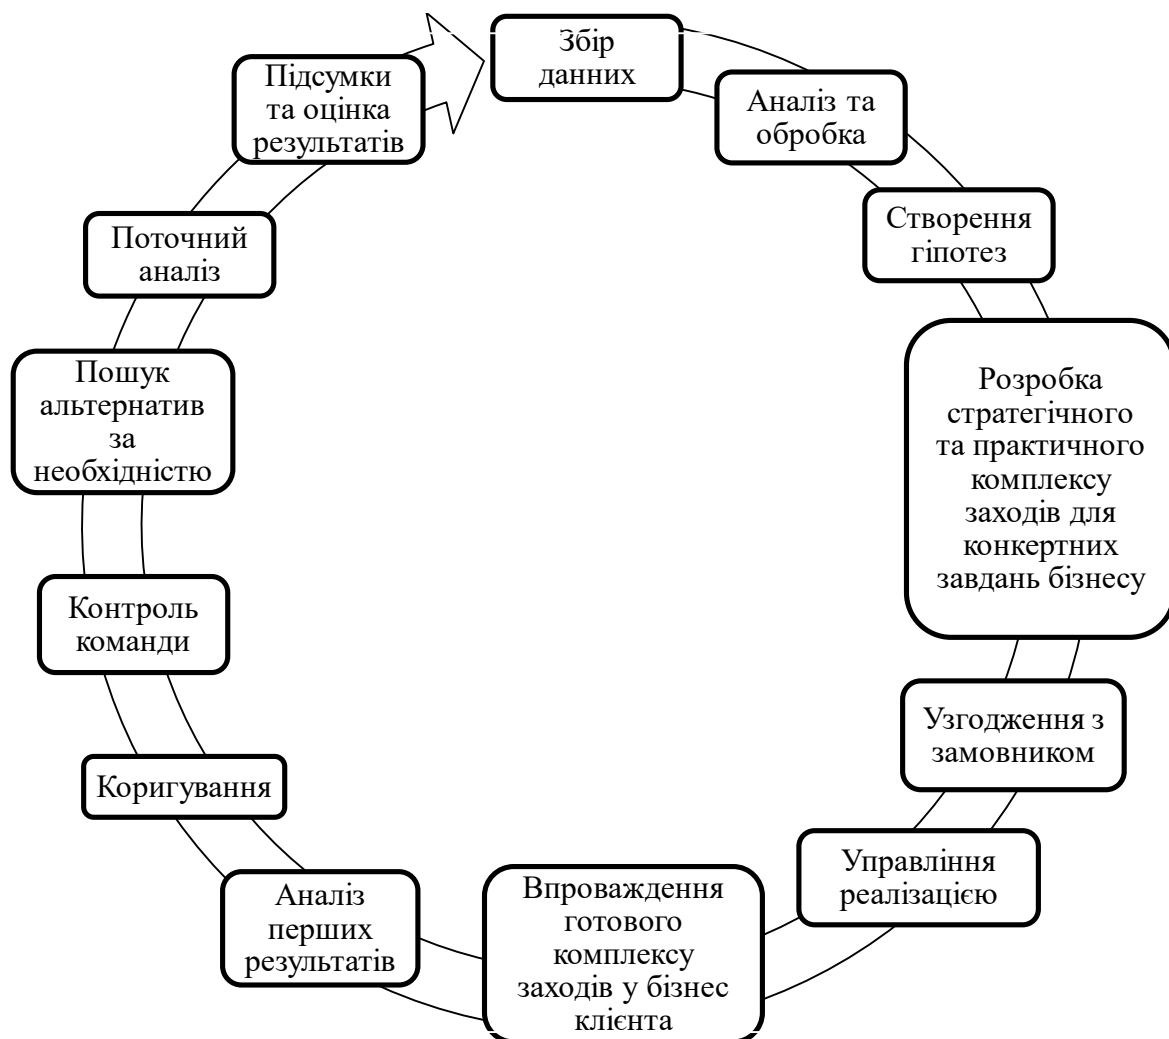 Збір
данних
Аналіз та
обробка
Створення
гіпотез
Розробка
стратегічного
та практичного
комплексу
заходів для
конкертних
завдань бізнесу
Узгодження з
замовником
Управління
реалізацією
Впроваждення
готового
комплексу
заходів у бізнес
клієнта
Аналіз
перших
результатів
Коригування
Контроль
команди
Пошук
альтернатив
за
необхідністю
Поточний
аналіз
Підсумки
та оцінка
результатів